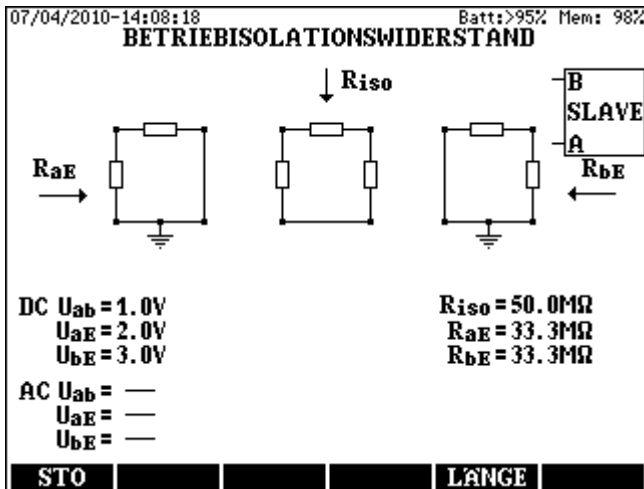 07/04/2010-14:08:18 Batt:>95% Mem: 98%
BETRIEBISOLATIONSWIDERSTAND
Riso
B
SLAVE
A
RaE
RbE
DC Uab=1.0V
UaE=2.0V
UbE=3.0V
Riso=50.0MΩ
RaE=33.3MΩ
RbE=33.3MΩ
AC Uab= —
UaE= —
UbE= —
STO LÄNGE